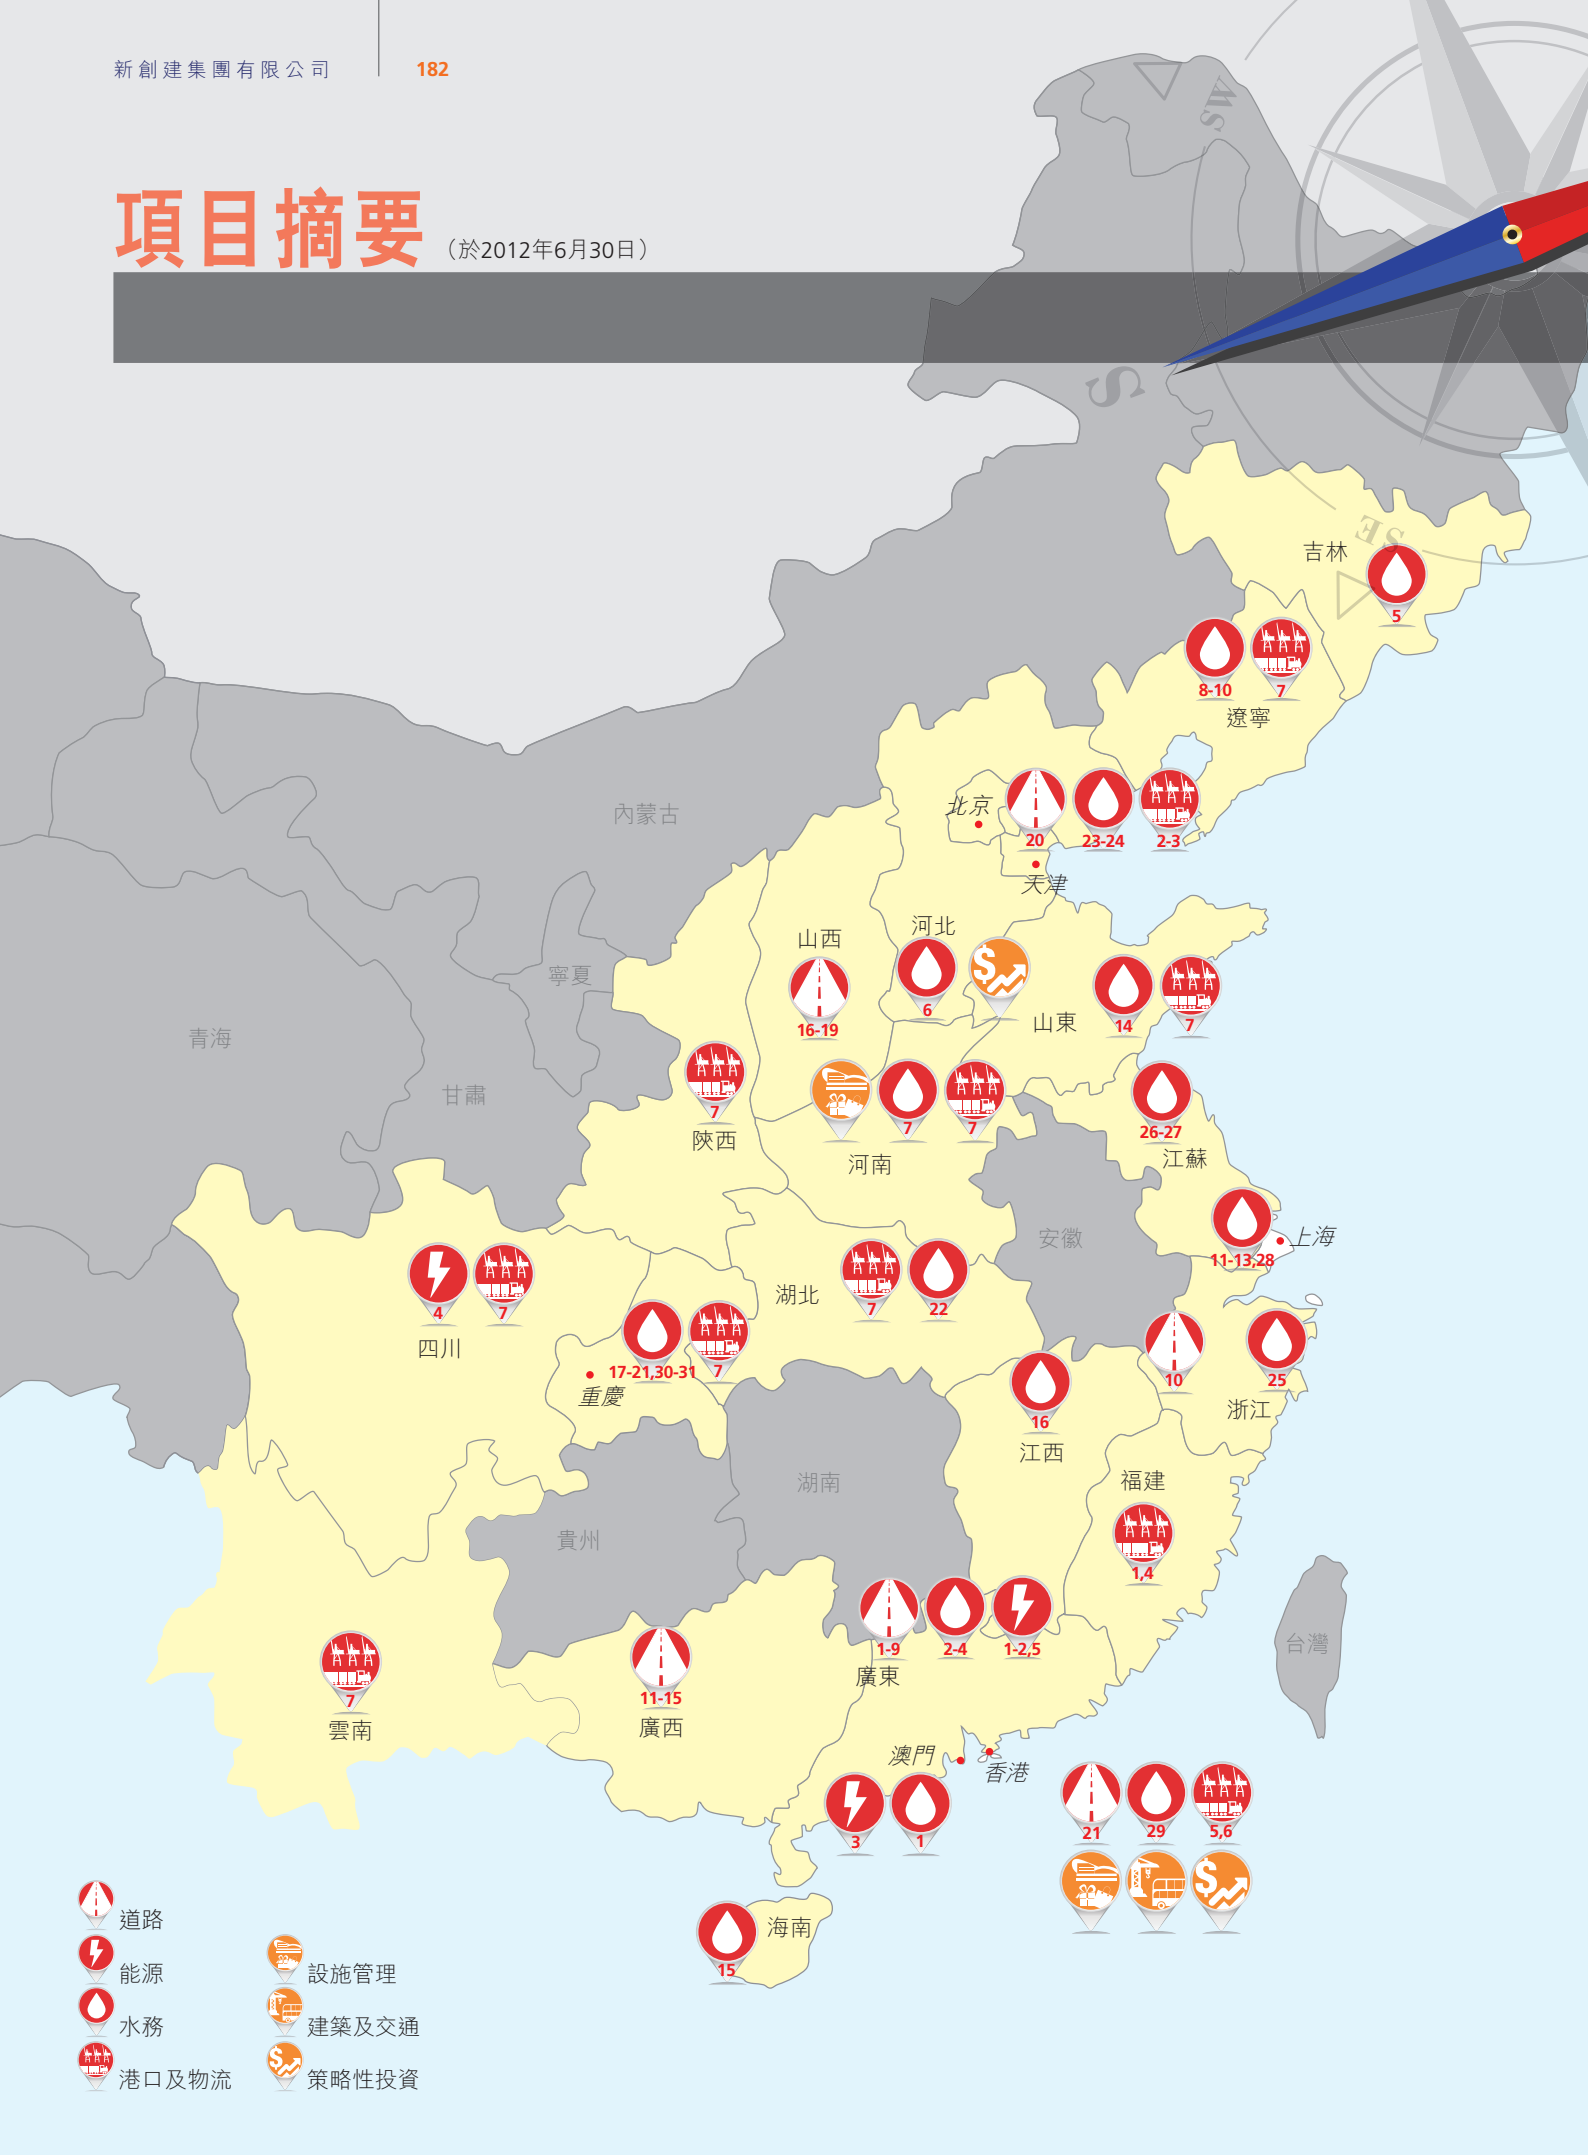 新創建集團有限公司 182
項目摘要 （於2012年6月30日）
SW
S
SE
吉林
5
8-10 7
遼寧
內蒙古
北京
20 23-24 2-3
天津
河北
山西
6
16-19
寧夏
山東
14 7
青海
甘肅
7
陝西
7 7
河南
26-27
江蘇
安徽
上海
11-13,28
4 7
四川
湖北
7 22
17-21,30-31 7
重慶
10 25
浙江
16
江西
湖南
福建
貴州
1,4
台灣
1-9 2-4 1-2,5
廣東
7
雲南
11-15
廣西
澳門
香港
3 1
21 29 5,6
海南
15
道路
能源
水務
港口及物流
設施管理
建築及交通
策略性投資